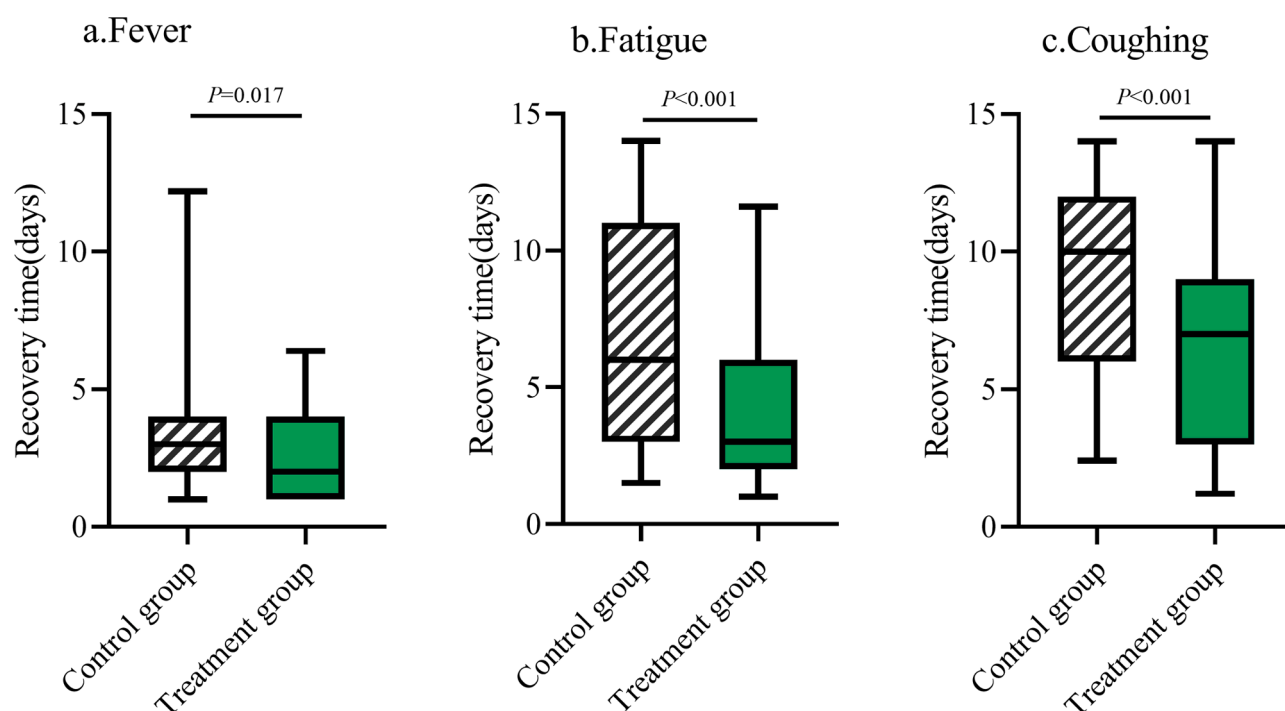 a.Fever
P=0.017
Recovery time(days)
15
10
5
0
Control group
Treatment group
b.Fatigue
P<0.001
Recovery time(days)
15
10
5
0
Control group
Treatment group
c.Coughing
P<0.001
Recovery time(days)
15
10
5
0
Control group
Treatment group